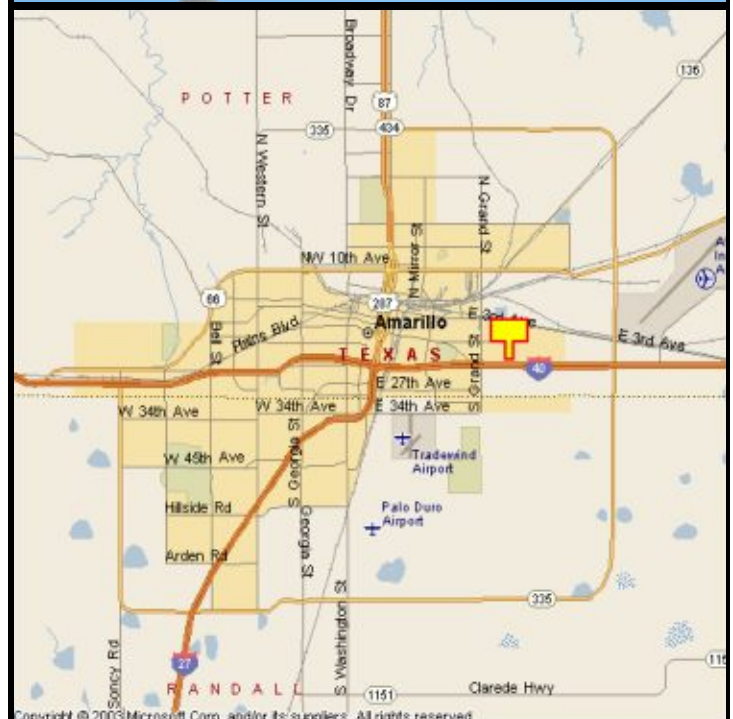 Broadway Dr
136
POTTER
87
335
434
N Western St
N Grand St
N Mirror St
NW 10th Ave
66
287
Amarillo
Plains Blvd
Bell St
E 3rd Ave
E 3rd Ave
TEXAS
S Grand St
40
E 27th Ave
W 34th Ave
W 34th Ave
E 34th Ave
S Georgia St
Tradewind
Airport
W 45th Ave
Hillside Rd
Palo Duro
Airport
Georgia St
Arden Rd
S Washington St
335
Soncy Rd
27
RANDALL
1151
Clarede Hwy
Copyright © 2003 Microsoft Corp. and/or its suppliers. All rights reserved.